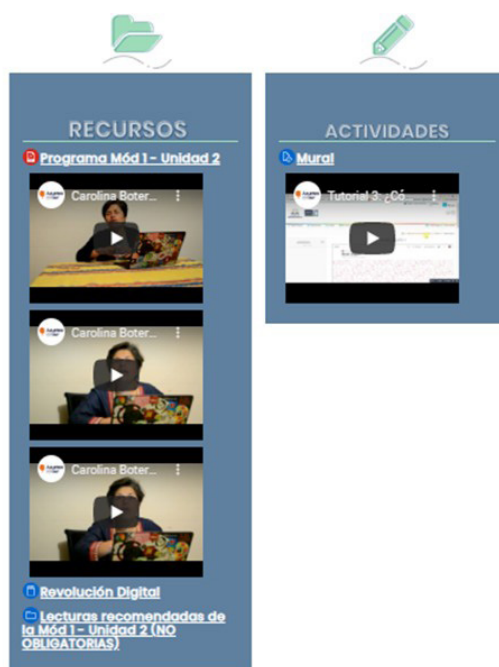 RECURSOS
Programa Mód 1 - Unidad 2
Carolina Boter...
Carolina Boter...
Carolina Boter...
Revolución Digital
Lecturas recomendadas de
la Mód 1 - Unidad 2 (NO
OBLIGATORIAS)
ACTIVIDADES
Mural
Tutorial 3: ¿Có...